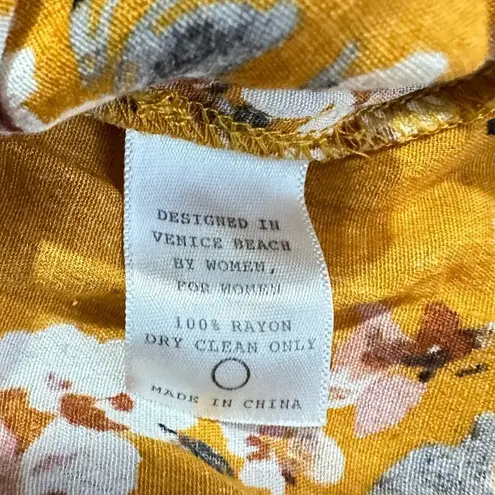 DESIGNED IN
VENICE BEACH
BY WOMEN,
FOR WOMEN
100% RAYON
DRY CLEAN ONLY
MADE IN CHINA